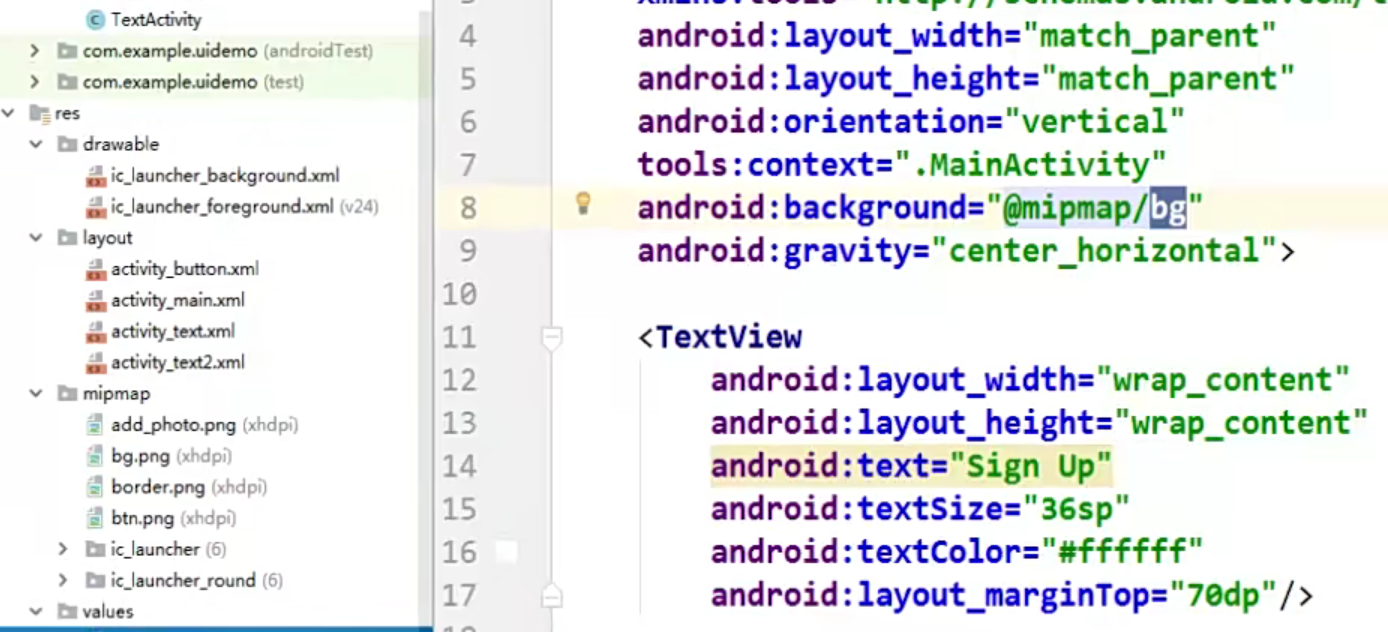 TextActivity
com.example.uidemo (androidTest)
com.example.uidemo (test)
res
drawable
ic_launcher_background.xml
ic_launcher_foreground.xml (v24)
layout
activity_button.xml
activity_main.xml
activity_text.xml
activity_text2.xml
mipmap
add_photo.png (xhdpi)
bg.png (xhdpi)
border.png (xhdpi)
btn.png (xhdpi)
ic_launcher (6)
ic_launcher_round (6)
values
4 android:layout_width="match_parent"
5 android:layout_height="match_parent"
6 android:orientation="vertical"
7 tools:context=".MainActivity"
8 android:background="@mipmap/bg"
9 android:gravity="center_horizontal">
10
11 <TextView
12 android:layout_width="wrap_content"
13 android:layout_height="wrap_content"
14 android:text="Sign Up"
15 android:textSize="36sp"
16 android:textColor="#ffffff"
17 android:layout_marginTop="70dp"/>